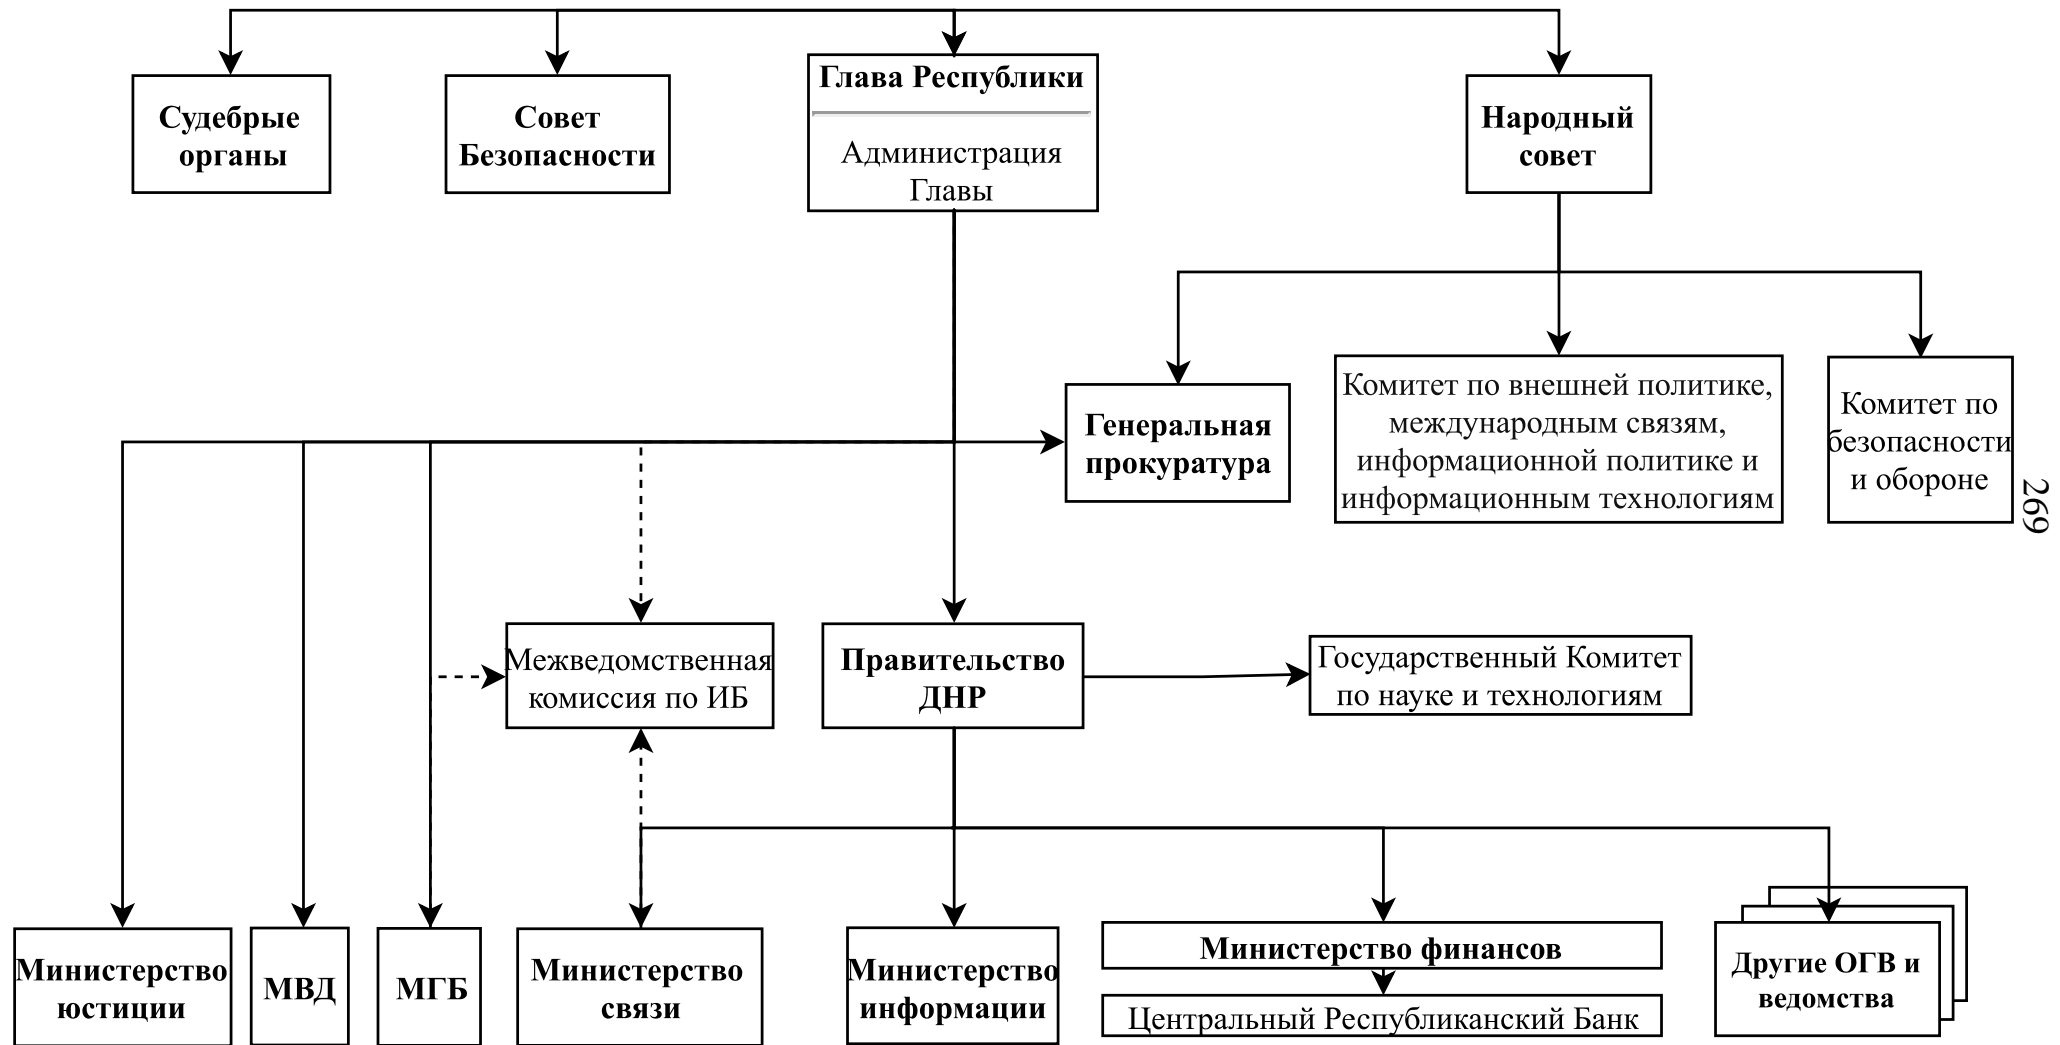 Судебрые
органы
Совет
Безопасности
Глава Республики
Администрация
Главы
Народный
совет
Генеральная
прокуратура
Комитет по внешней политике,
международным связям,
информационной политике и
информационным технологиям
Комитет по
безопасности
и обороне
269
Межведомственная
комиссия по ИБ
Правительство
ДНР
Государственный Комитет
по науке и технологиям
Министерство
юстиции
МВД
МГБ
Министерство
связи
Министерство
информации
Министерство финансов
Центральный Республиканский Банк
Другие ОГВ и
ведомства